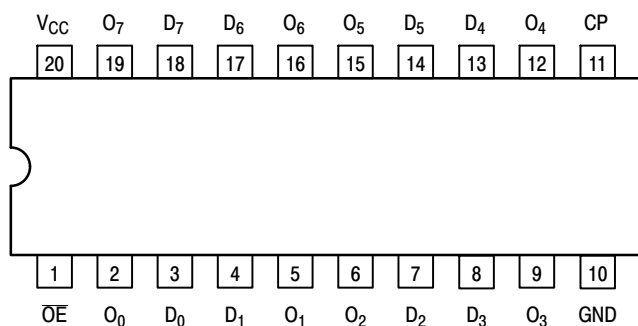 V_CC O₇ D₇ D₆ O₆ O₅ D₅ D₄ O₄ CP
20 19 18 17 16 15 14 13 12 11
1 2 3 4 5 6 7 8 9 10
O̅E̅ O₀ D₀ D₁ O₁ O₂ D₂ D₃ O₃ GND